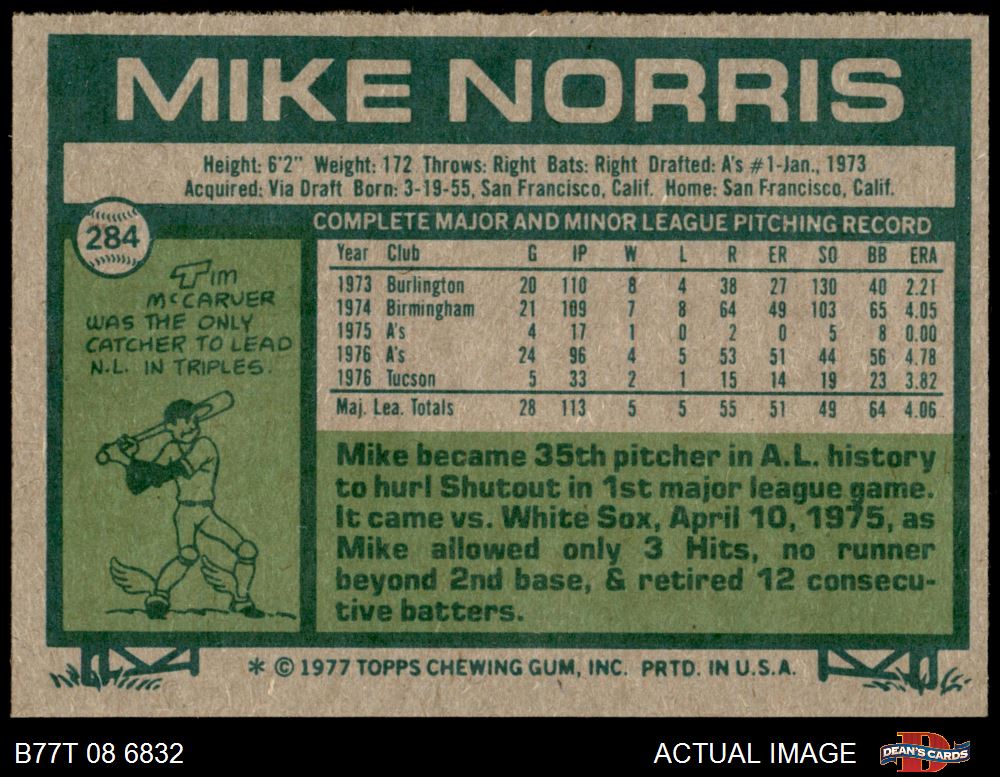 MIKE NORRIS
Height: 6'2" Weight: 172 Throws: Right Bats: Right Drafted: A's #1-Jan., 1973
Acquired: Via Draft Born: 3-19-55, San Francisco, Calif. Home: San Francisco, Calif.
284
COMPLETE MAJOR AND MINOR LEAGUE PITCHING RECORD
Tim
McCARVER
WAS THE ONLY
CATCHER TO LEAD
N.L. IN TRIPLES.
Year Club G IP W L R ER SO BB ERA
1973 Burlington 20 110 8 4 38 27 130 40 2.21
1974 Birmingham 21 109 7 8 64 49 103 65 4.05
1975 A's 4 17 1 0 2 0 5 8 0.00
1976 A's 24 96 4 5 53 51 44 56 4.78
1976 Tucson 5 33 2 1 15 14 19 23 3.82
Maj. Lea. Totals 28 113 5 5 55 51 49 64 4.06
Mike became 35th pitcher in A.L. history
to hurl Shutout in 1st major league game.
It came vs. White Sox, April 10, 1975, as
Mike allowed only 3 Hits, no runner
beyond 2nd base, & retired 12 consecu-
tive batters.
* © 1977 TOPPS CHEWING GUM, INC. PRTD. IN U.S.A.
B77T 08 6832
ACTUAL IMAGE
D
DEAN'S CARDS